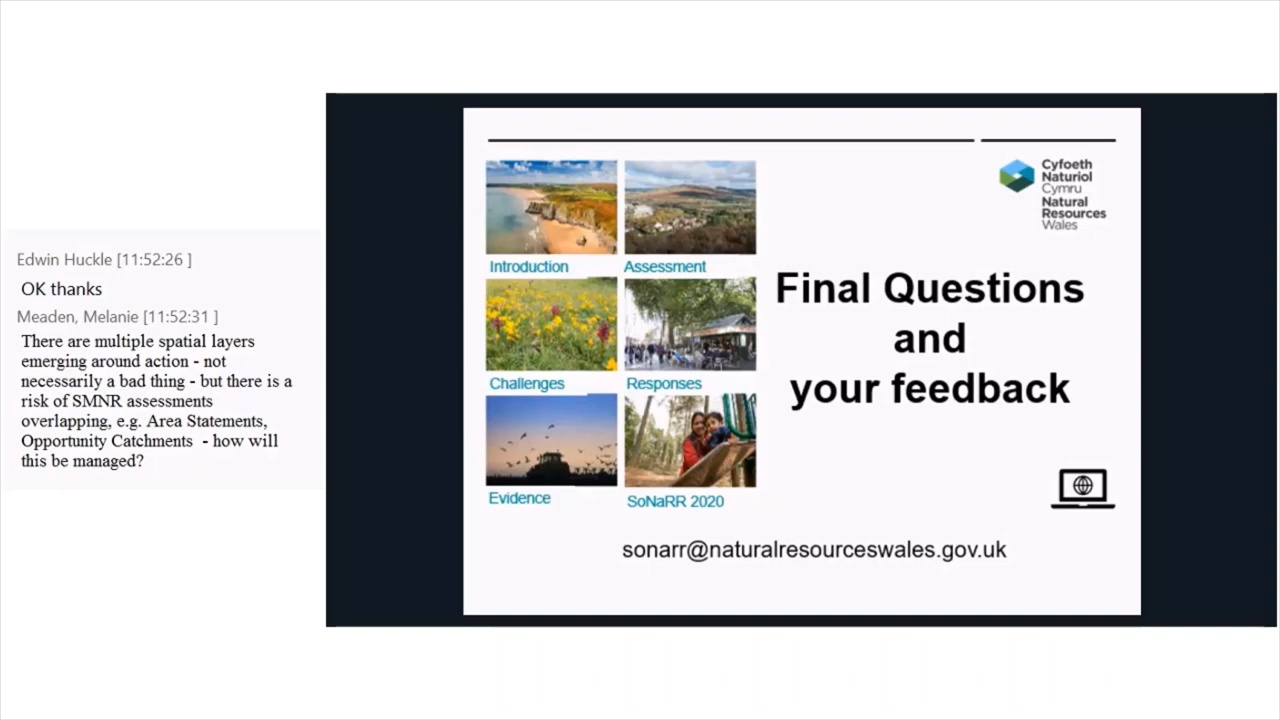 Edwin Huckle [11:52:26 ]
OK thanks
Meaden, Melanie [11:52:31 ]
There are multiple spatial layers
emerging around action - not
necessarily a bad thing - but there is a
risk of SMNR assessments
overlapping, e.g. Area Statements,
Opportunity Catchments - how will
this be managed?
Cyfoeth
Naturiol
Cymru
Natural
Resources
Wales
Introduction
Assessment
Challenges
Responses
Evidence
SoNaRR 2020
Final Questions
and
your feedback
sonarr@naturalresourceswales.gov.uk